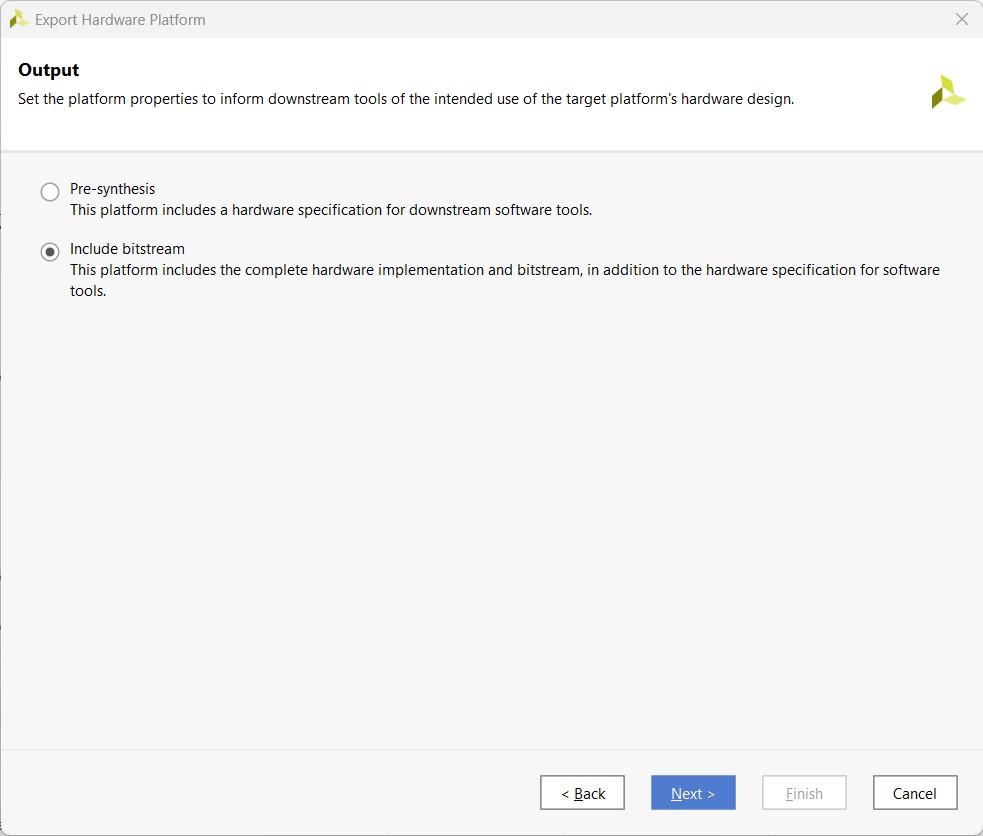 Export Hardware Platform
Output
Set the platform properties to inform downstream tools of the intended use of the target platform's hardware design.
Pre-synthesis
This platform includes a hardware specification for downstream software tools.
Include bitstream
This platform includes the complete hardware implementation and bitstream, in addition to the hardware specification for software
tools.
< Back
Next >
Finish
Cancel